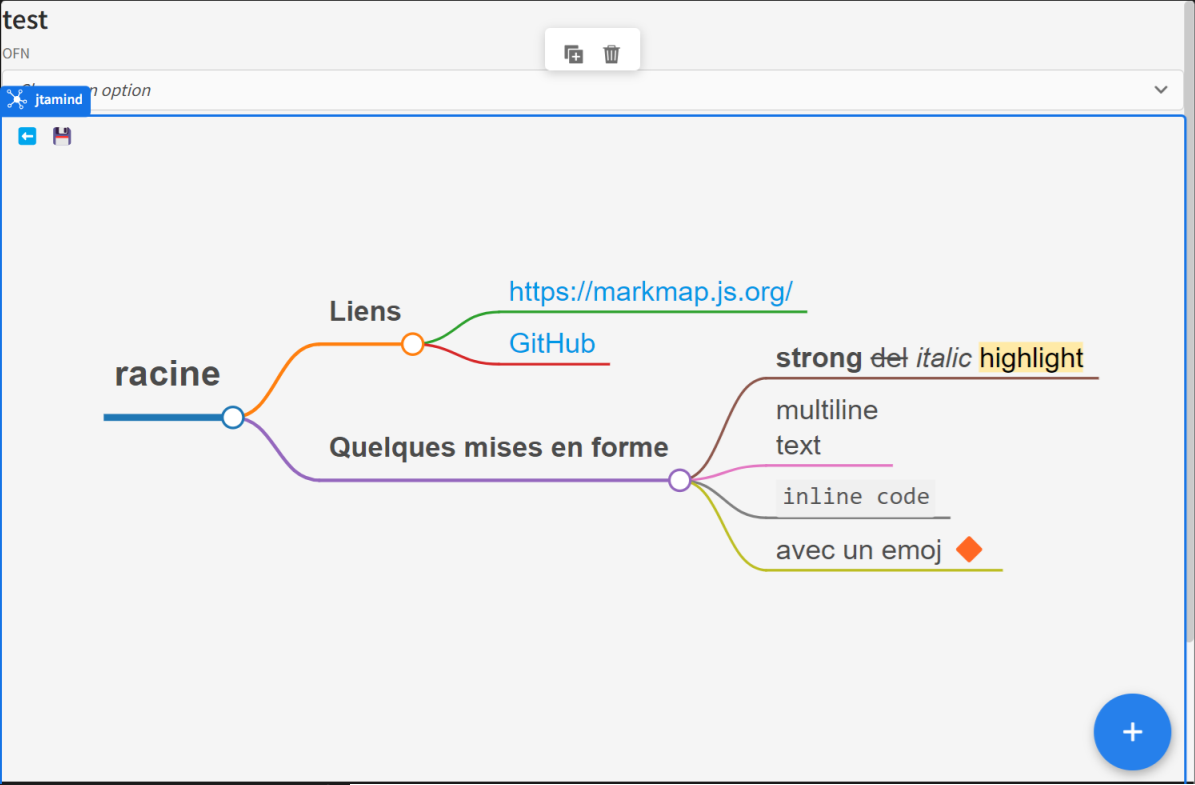 test
OFN
n option
jtamind
https://markmap.js.org/
Liens
GitHub
strong del italic highlight
racine
multiline
text
Quelques mises en forme
inline code
avec un emoj
+